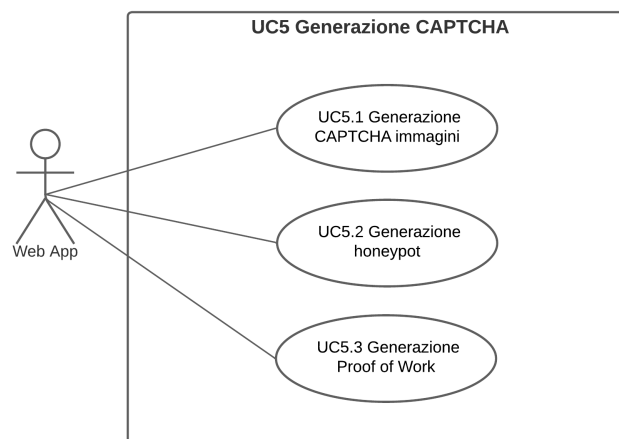 UC5 Generazione CAPTCHA
UC5.1 Generazione
CAPTCHA immagini
Web App
UC5.2 Generazione
honeypot
UC5.3 Generazione
Proof of Work